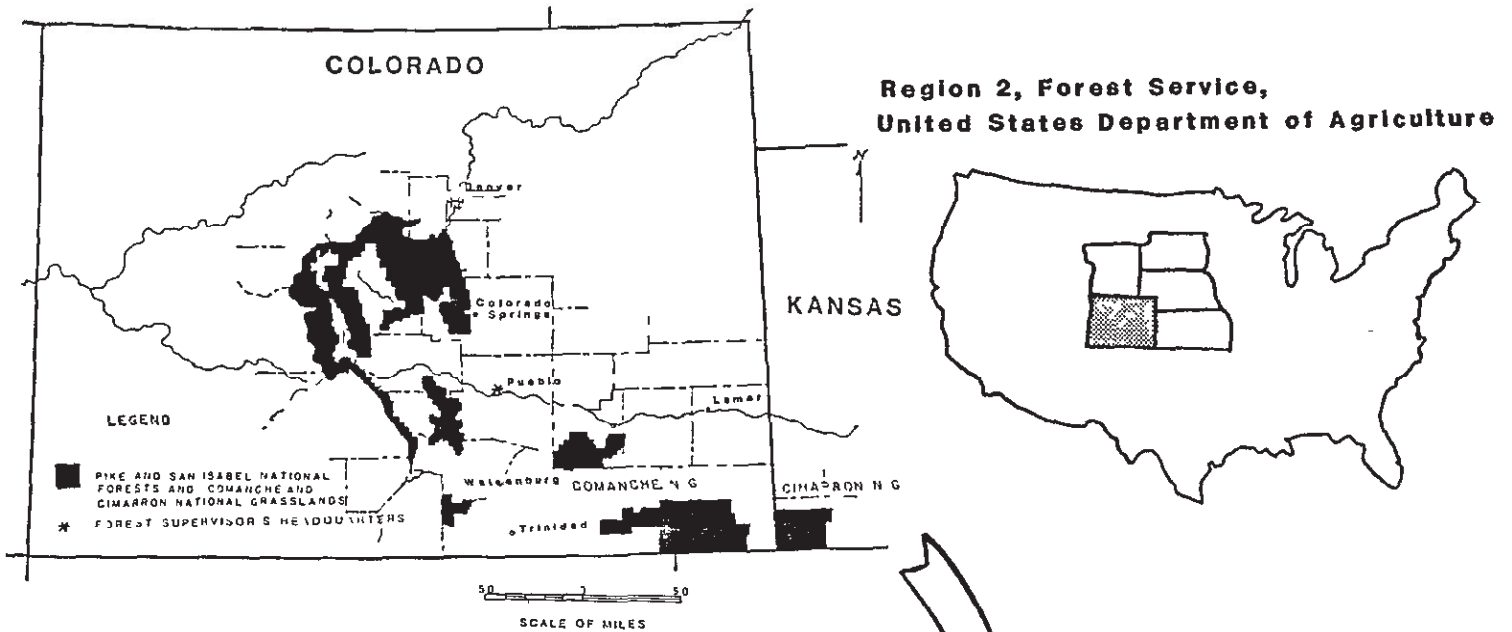 COLORADO
Region 2, Forest Service,
United States Department of Agriculture
N
Denver
Colorado
Springs
KANSAS
Pueblo
Lamar
LEGEND
PIKE AND SAN ISABEL NATIONAL
FORESTS AND COMANCHE AND
CIMARRON NATIONAL GRASSLANDS
* FOREST SUPERVISOR S HEADQUARTERS
Walsenburg
COMANCHE N G
CIMARRON N G
Trinidad
50 50
SCALE OF MILES